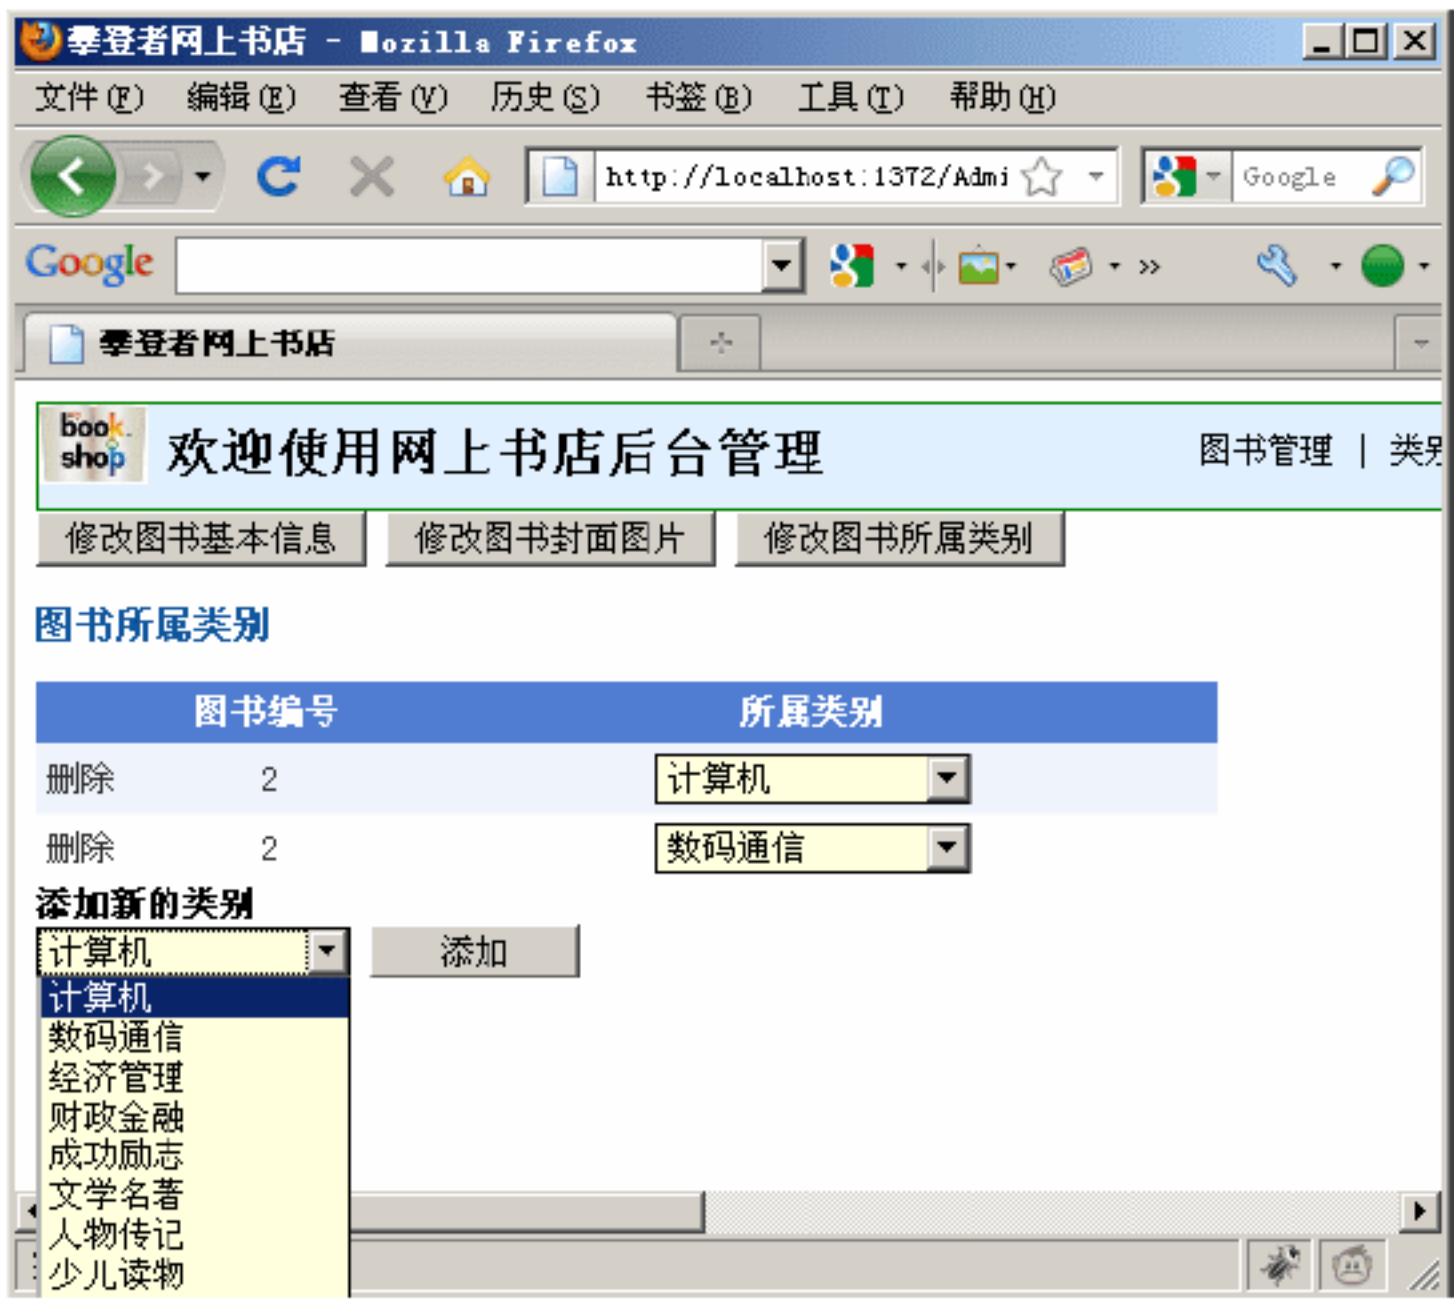 攀登者网上书店 - Mozilla Firefox
文件(F) 编辑(E) 查看(V) 历史(S) 书签(B) 工具(T) 帮助(H)
http://localhost:1372/Admi Google
Google
攀登者网上书店
book.
shop
欢迎使用网上书店后台管理 图书管理 | 类别
修改图书基本信息 修改图书封面图片 修改图书所属类别
图书所属类别
图书编号 所属类别
删除 2 计算机
删除 2 数码通信
添加新的类别
计算机 添加
计算机
数码通信
经济管理
财政金融
成功励志
文学名著
人物传记
少儿读物